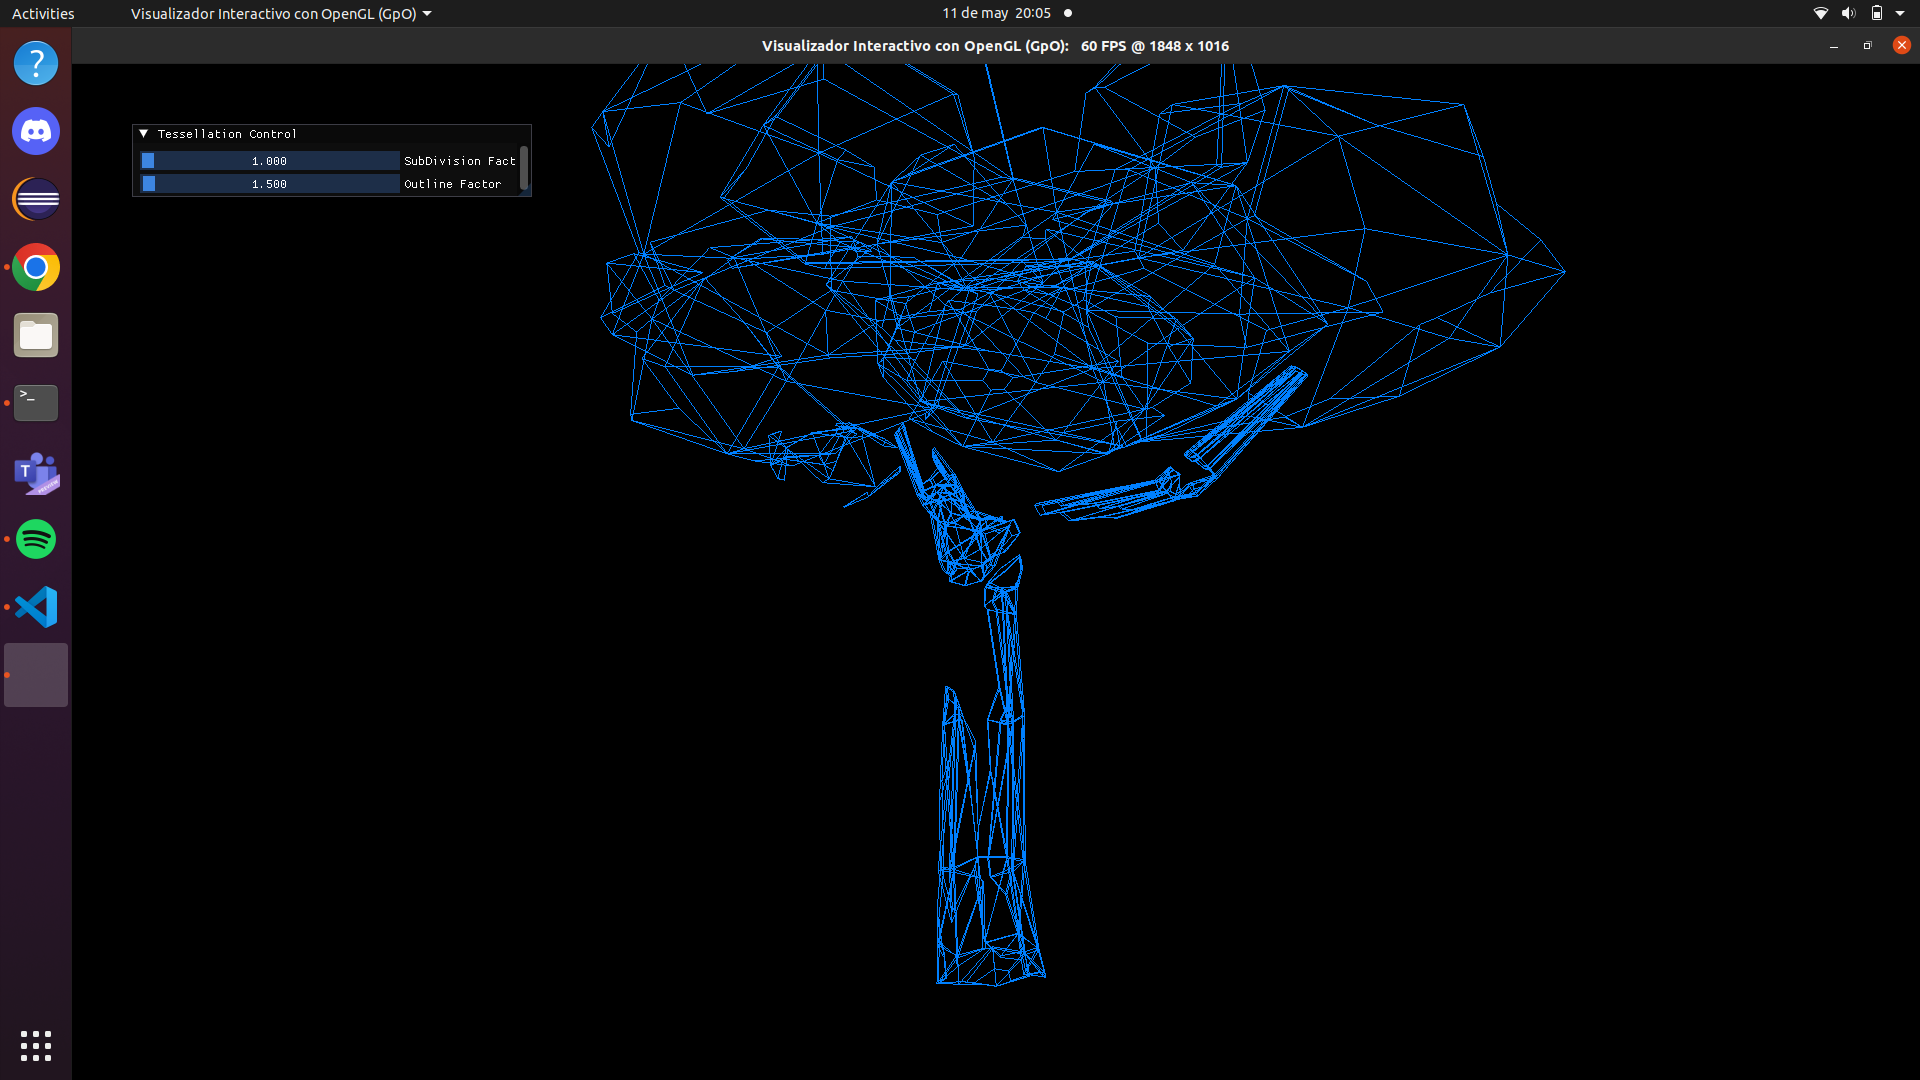 Activities
Visualizador Interactivo con OpenGL (GpO)
11 de may 20:05
Visualizador Interactivo con OpenGL (GpO): 60 FPS @ 1848 x 1016
Tessellation Control
1.000 SubDivision Fact
1.500 Outline Factor
?
T
PREVIEW
>_